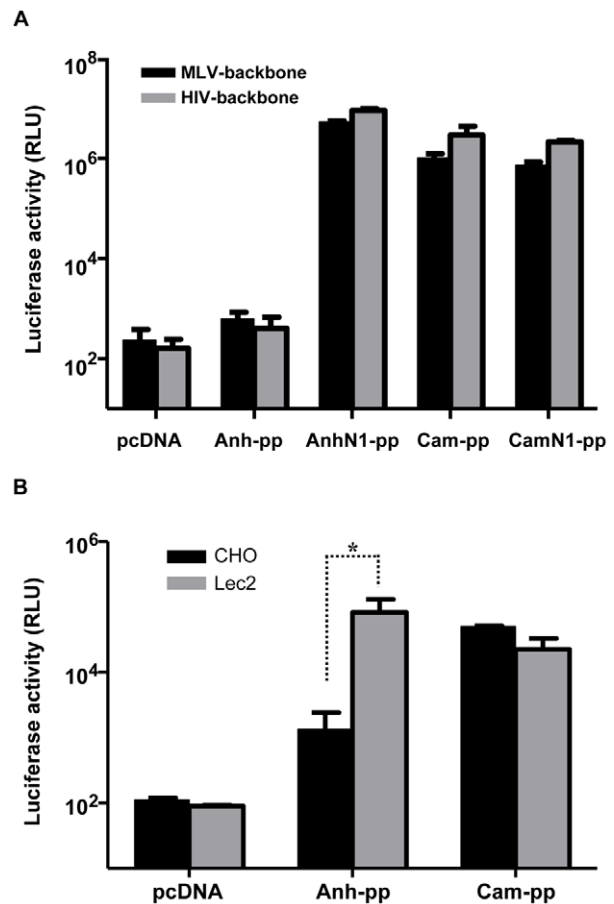 A
Luciferase activity (RLU)
10^8
10^6
10^4
10^2
MLV-backbone
HIV-backbone
pcDNA
Anh-pp
AnhN1-pp
Cam-pp
CamN1-pp
B
Luciferase activity (RLU)
10^6
10^4
10^2
CHO
Lec2
*
pcDNA
Anh-pp
Cam-pp